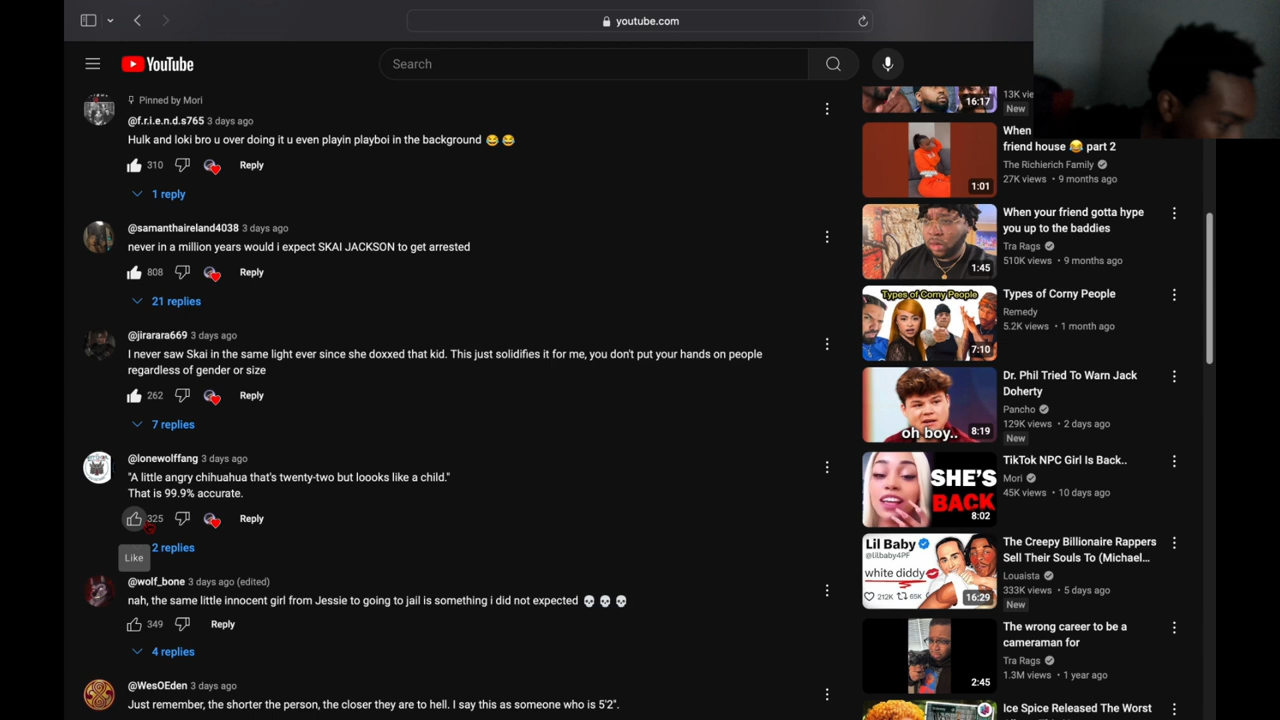 youtube.com
YouTube
Search
Pinned by Mori
@f.r.i.e.n.d.s765 3 days ago
Hulk and loki bro u over doing it u even playin playboi in the background 😂 😂
310
Reply
1 reply
@samanthaireland4038 3 days ago
never in a million years would i expect SKAI JACKSON to get arrested
808
Reply
21 replies
@jirarara669 3 days ago
I never saw Skai in the same light ever since she doxxed that kid. This just solidifies it for me, you don't put your hands on people
regardless of gender or size
262
Reply
7 replies
@lonewolffang 3 days ago
"A little angry chihuahua that's twenty-two but loooks like a child."
That is 99.9% accurate.
325
Reply
2 replies
Like
@wolf_bone 3 days ago (edited)
nah, the same little innocent girl from Jessie to going to jail is something i did not expected 💀 💀 💀
349
Reply
4 replies
@WesOEden 3 days ago
Just remember, the shorter the person, the closer they are to hell. I say this as someone who is 5'2".
16:17
13K
New
1:01
When
friend house 😂 part 2
The Richierich Family
27K views • 9 months ago
1:45
When your friend gotta hype
you up to the baddies
Tra Rags
510K views • 9 months ago
Types of Corny People
7:10
Types of Corny People
Remedy
5.2K views • 1 month ago
oh boy..
8:19
Dr. Phil Tried To Warn Jack
Doherty
Pancho
129K views • 2 days ago
New
SHE'S
BACK
8:02
TikTok NPC Girl Is Back..
Mori
45K views • 10 days ago
Lil Baby
@lilbaby4PF
white diddy
212K 65K
16:29
The Creepy Billionaire Rappers
Sell Their Souls To (Michael...
Louaista
333K views • 5 days ago
New
2:45
The wrong career to be a
cameraman for
Tra Rags
1.3M views • 1 year ago
Ice Spice Released The Worst